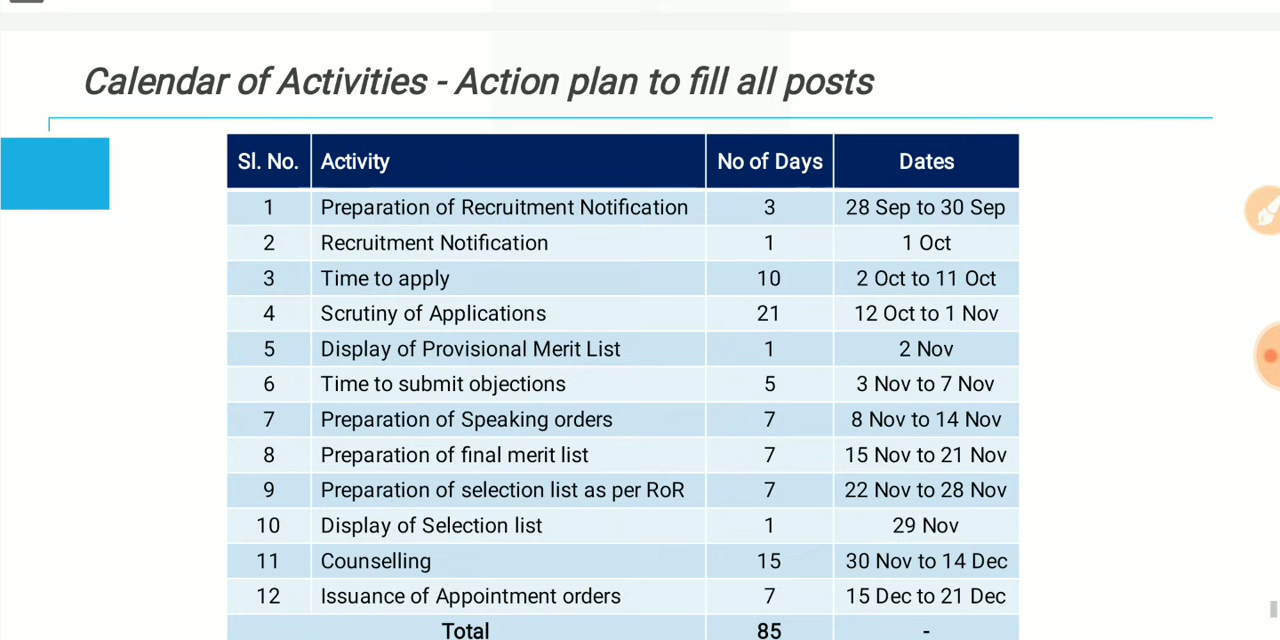 Calendar of Activities - Action plan to fill all posts
Sl. No. Activity No of Days Dates
1 Preparation of Recruitment Notification 3 28 Sep to 30 Sep
2 Recruitment Notification 1 1 Oct
3 Time to apply 10 2 Oct to 11 Oct
4 Scrutiny of Applications 21 12 Oct to 1 Nov
5 Display of Provisional Merit List 1 2 Nov
6 Time to submit objections 5 3 Nov to 7 Nov
7 Preparation of Speaking orders 7 8 Nov to 14 Nov
8 Preparation of final merit list 7 15 Nov to 21 Nov
9 Preparation of selection list as per RoR 7 22 Nov to 28 Nov
10 Display of Selection list 1 29 Nov
11 Counselling 15 30 Nov to 14 Dec
12 Issuance of Appointment orders 7 15 Dec to 21 Dec
Total 85 -